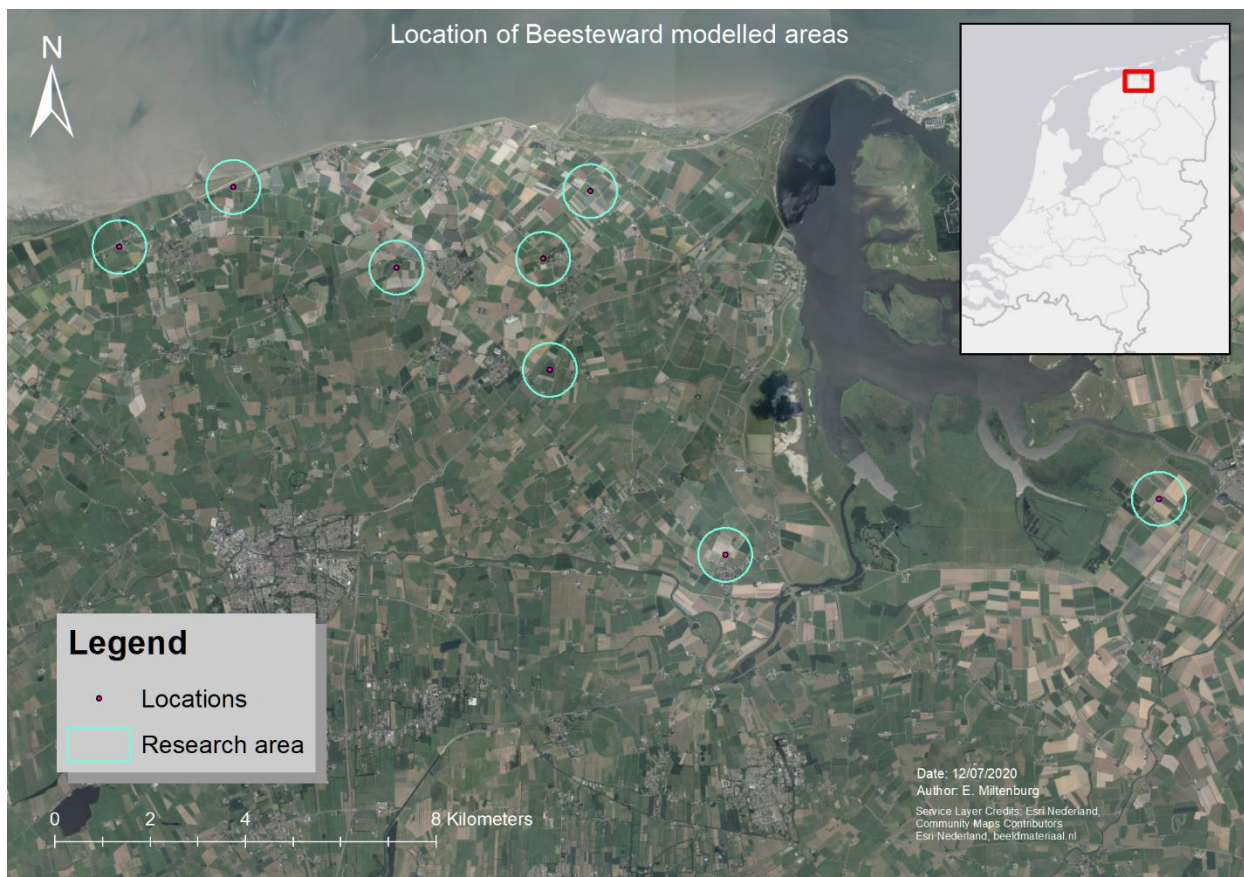 Location of Beesteward modelled areas
N
Legend
Locations
Research area
0 2 4 8 Kilometers
Date: 12/07/2020
Author: E. Miltenburg
Service Layer Credits: Esri Nederland,
Community Maps Contributors
Esri Nederland, beeldmateriaal.nl